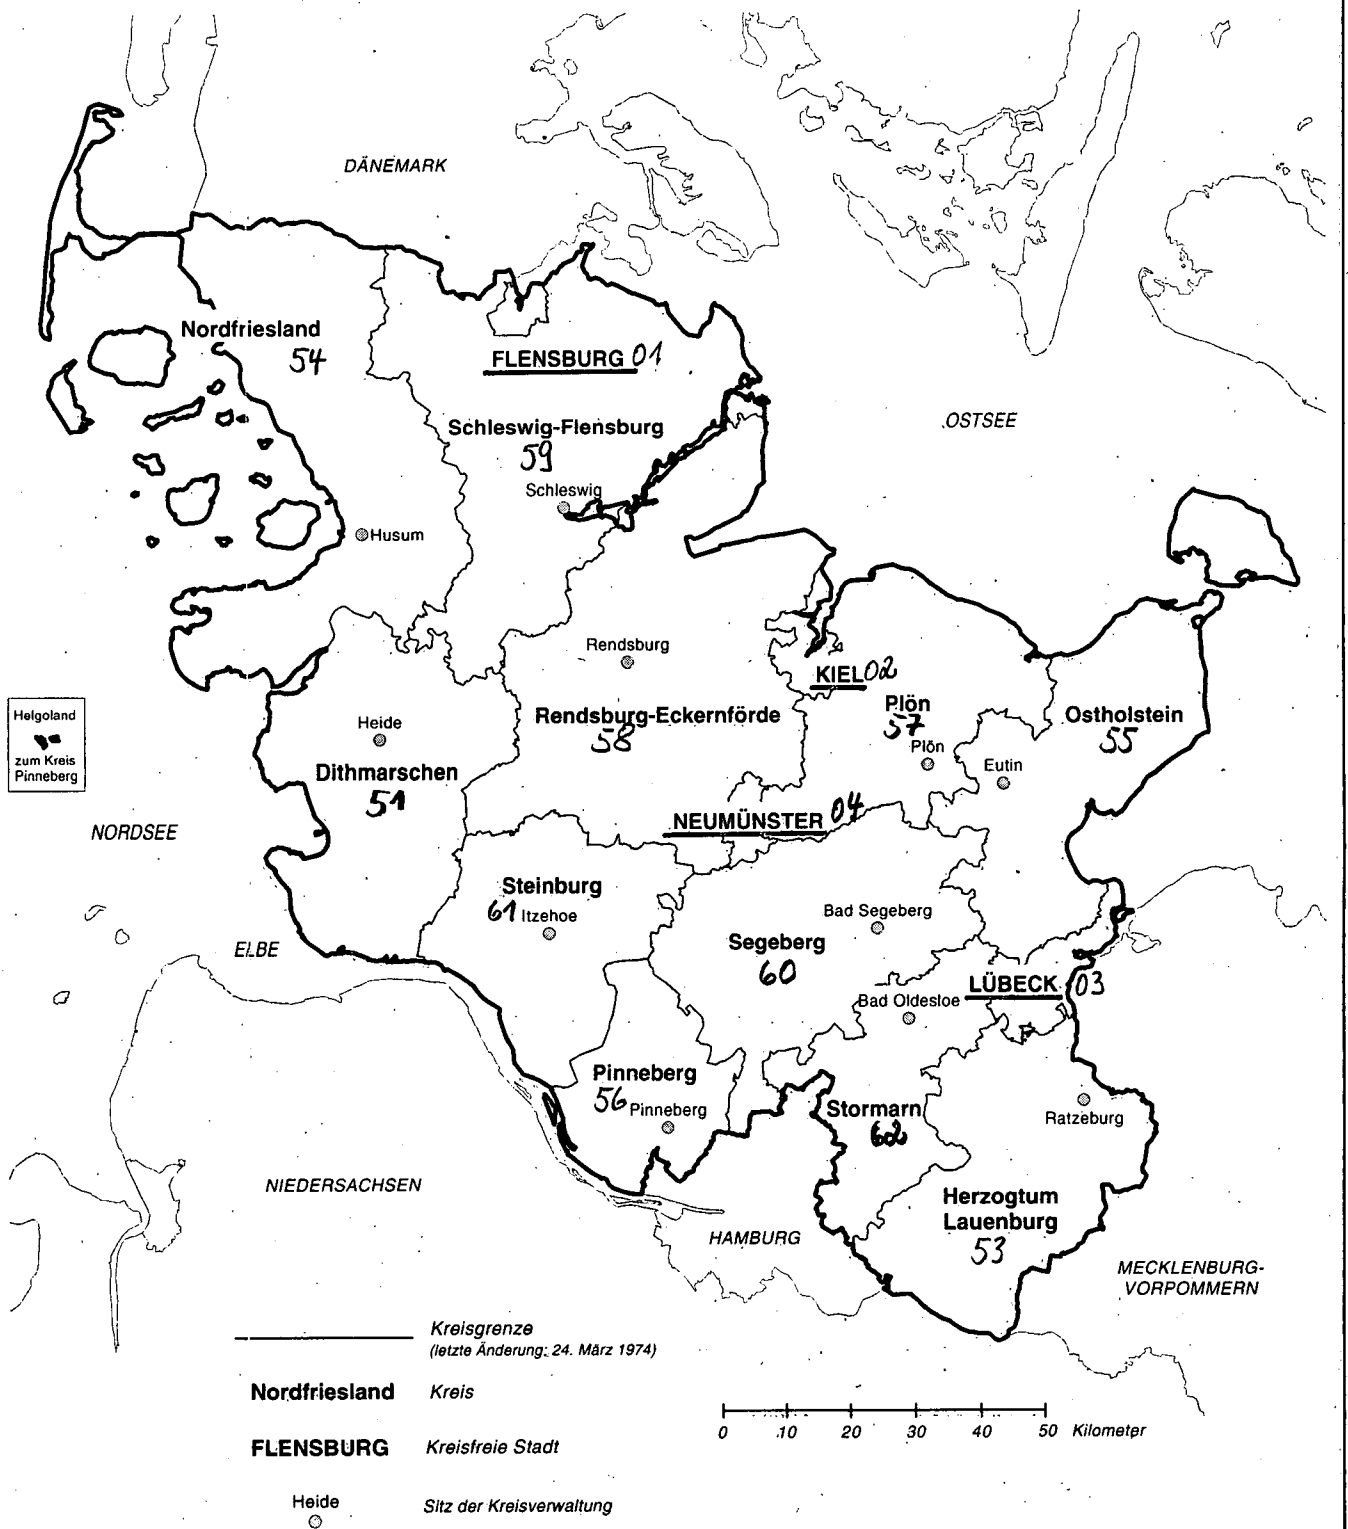 DÄNEMARK
Nordfriesland
54
FLENSBURG 01
Schleswig-Flensburg
59
Schleswig
OSTSEE
Husum
Rendsburg
KIEL 02
Helgoland
zum Kreis
Pinneberg
Heide
Rendsburg-Eckernförde
58
Plön
57
Plön
Ostholstein
55
Eutin
Dithmarschen
51
NORDSEE
NEUMÜNSTER 04
Steinburg
61 Itzehoe
Bad Segeberg
Segeberg
60
ELBE
LÜBECK 03
Bad Oldesloe
Pinneberg
56 Pinneberg
Stormarn
62
Ratzeburg
NIEDERSACHSEN
Herzogtum
Lauenburg
53
HAMBURG
MECKLENBURG-
VORPOMMERN
Kreisgrenze
(letzte Änderung: 24. März 1974)
Nordfriesland Kreis
FLENSBURG Kreisfreie Stadt
Heide Sitz der Kreisverwaltung
0 10 20 30 40 50 Kilometer